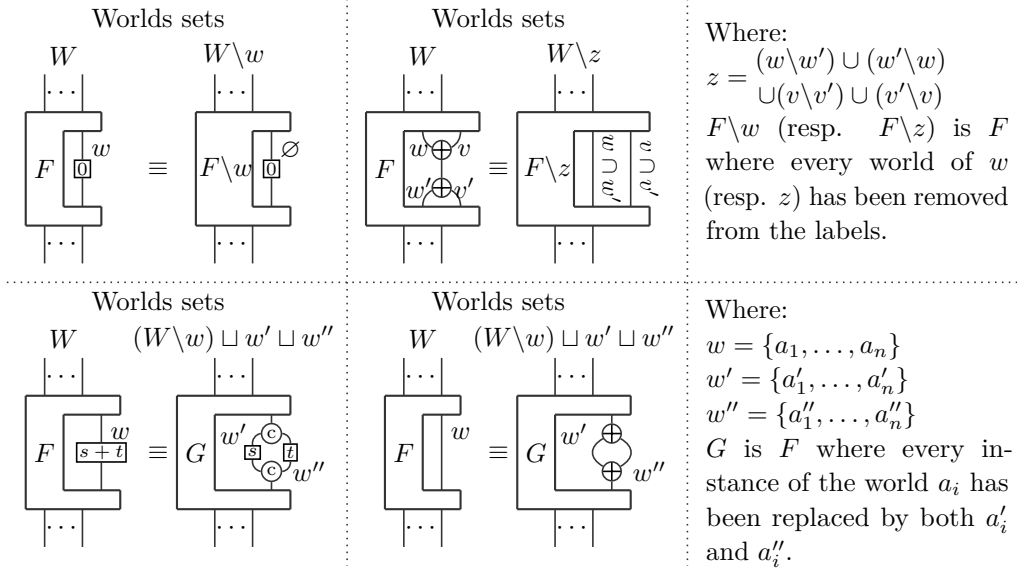 Worlds sets
W
W\w
· · ·
· · ·
F
w
0
≡
F\w
∅
0
· · ·
· · ·
Worlds sets
W
W\z
· · ·
· · ·
F
w
v
w′
v′
≡
F\z
w ∪ w′
v ∪ v′
· · ·
· · ·
Where:
z = (w\w′) ∪ (w′\w)
∪(v\v′) ∪ (v′\v)
F\w (resp. F\z) is F
where every world of w
(resp. z) has been removed
from the labels.
Worlds sets
W
(W\w) ⊔ w′ ⊔ w″
· · ·
· · ·
F
w
s + t
≡
G
w′
c
s
t
c
w″
· · ·
· · ·
Worlds sets
W
(W\w) ⊔ w′ ⊔ w″
· · ·
· · ·
F
w
≡
G
w′
w″
· · ·
· · ·
Where:
w = {a₁, . . . , aₙ}
w′ = {a′₁, . . . , a′ₙ}
w″ = {a″₁, . . . , a″ₙ}
G is F where every in-
stance of the world aᵢ has
been replaced by both a′ᵢ
and a″ᵢ.